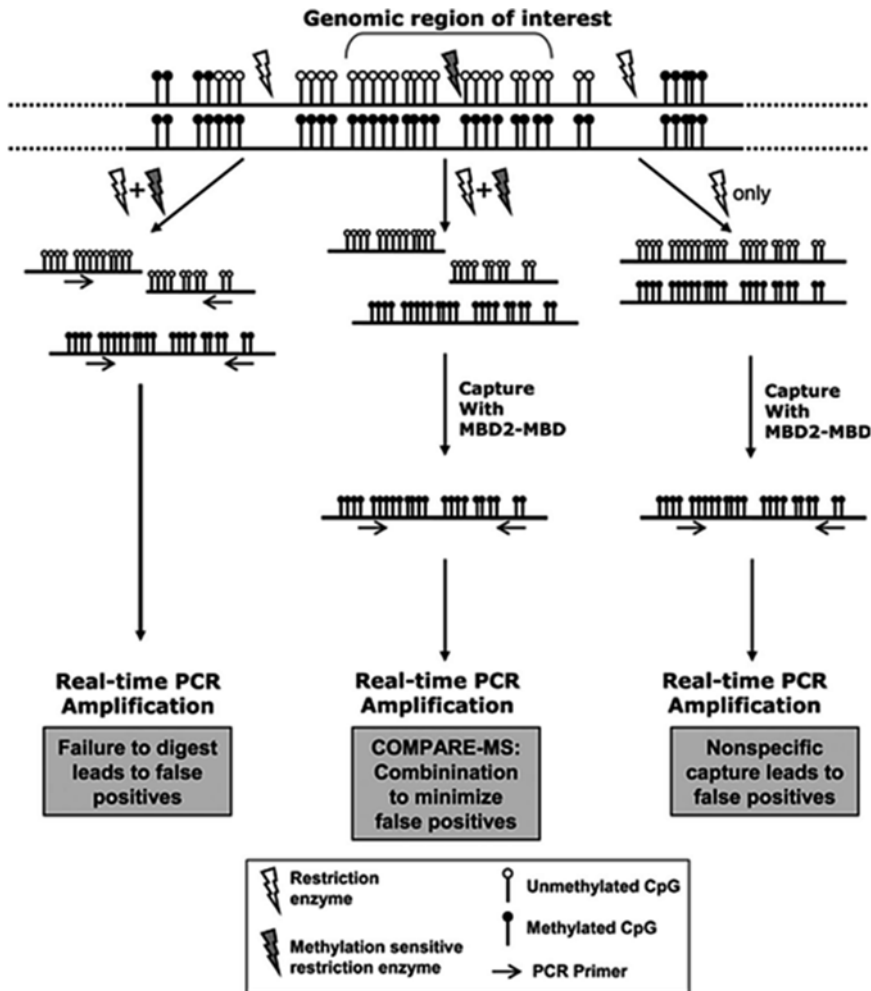 Genomic region of interest
+
+
only
Capture
With
MBD2-MBD
Capture
With
MBD2-MBD
Real-time PCR
Amplification
Failure to digest
leads to false
positives
Real-time PCR
Amplification
COMPARE-MS:
Combinination
to minimize
false positives
Real-time PCR
Amplification
Nonspecific
capture leads to
false positives
Restriction
enzyme
Methylation sensitive
restriction enzyme
Unmethylated CpG
Methylated CpG
PCR Primer